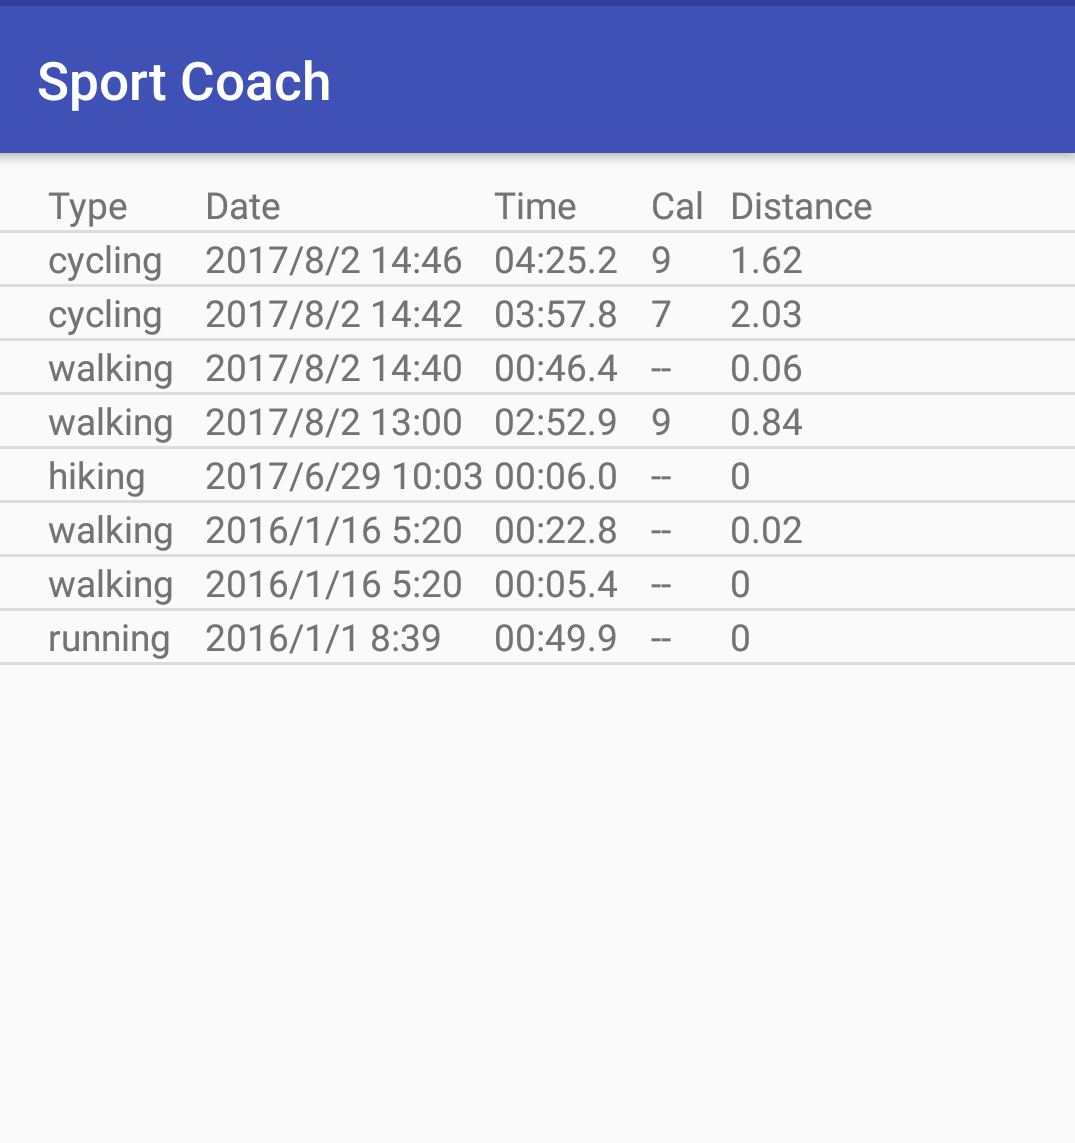 Sport Coach
Type Date Time Cal Distance
cycling 2017/8/2 14:46 04:25.2 9 1.62
cycling 2017/8/2 14:42 03:57.8 7 2.03
walking 2017/8/2 14:40 00:46.4 -- 0.06
walking 2017/8/2 13:00 02:52.9 9 0.84
hiking 2017/6/29 10:03 00:06.0 -- 0
walking 2016/1/16 5:20 00:22.8 -- 0.02
walking 2016/1/16 5:20 00:05.4 -- 0
running 2016/1/1 8:39 00:49.9 -- 0